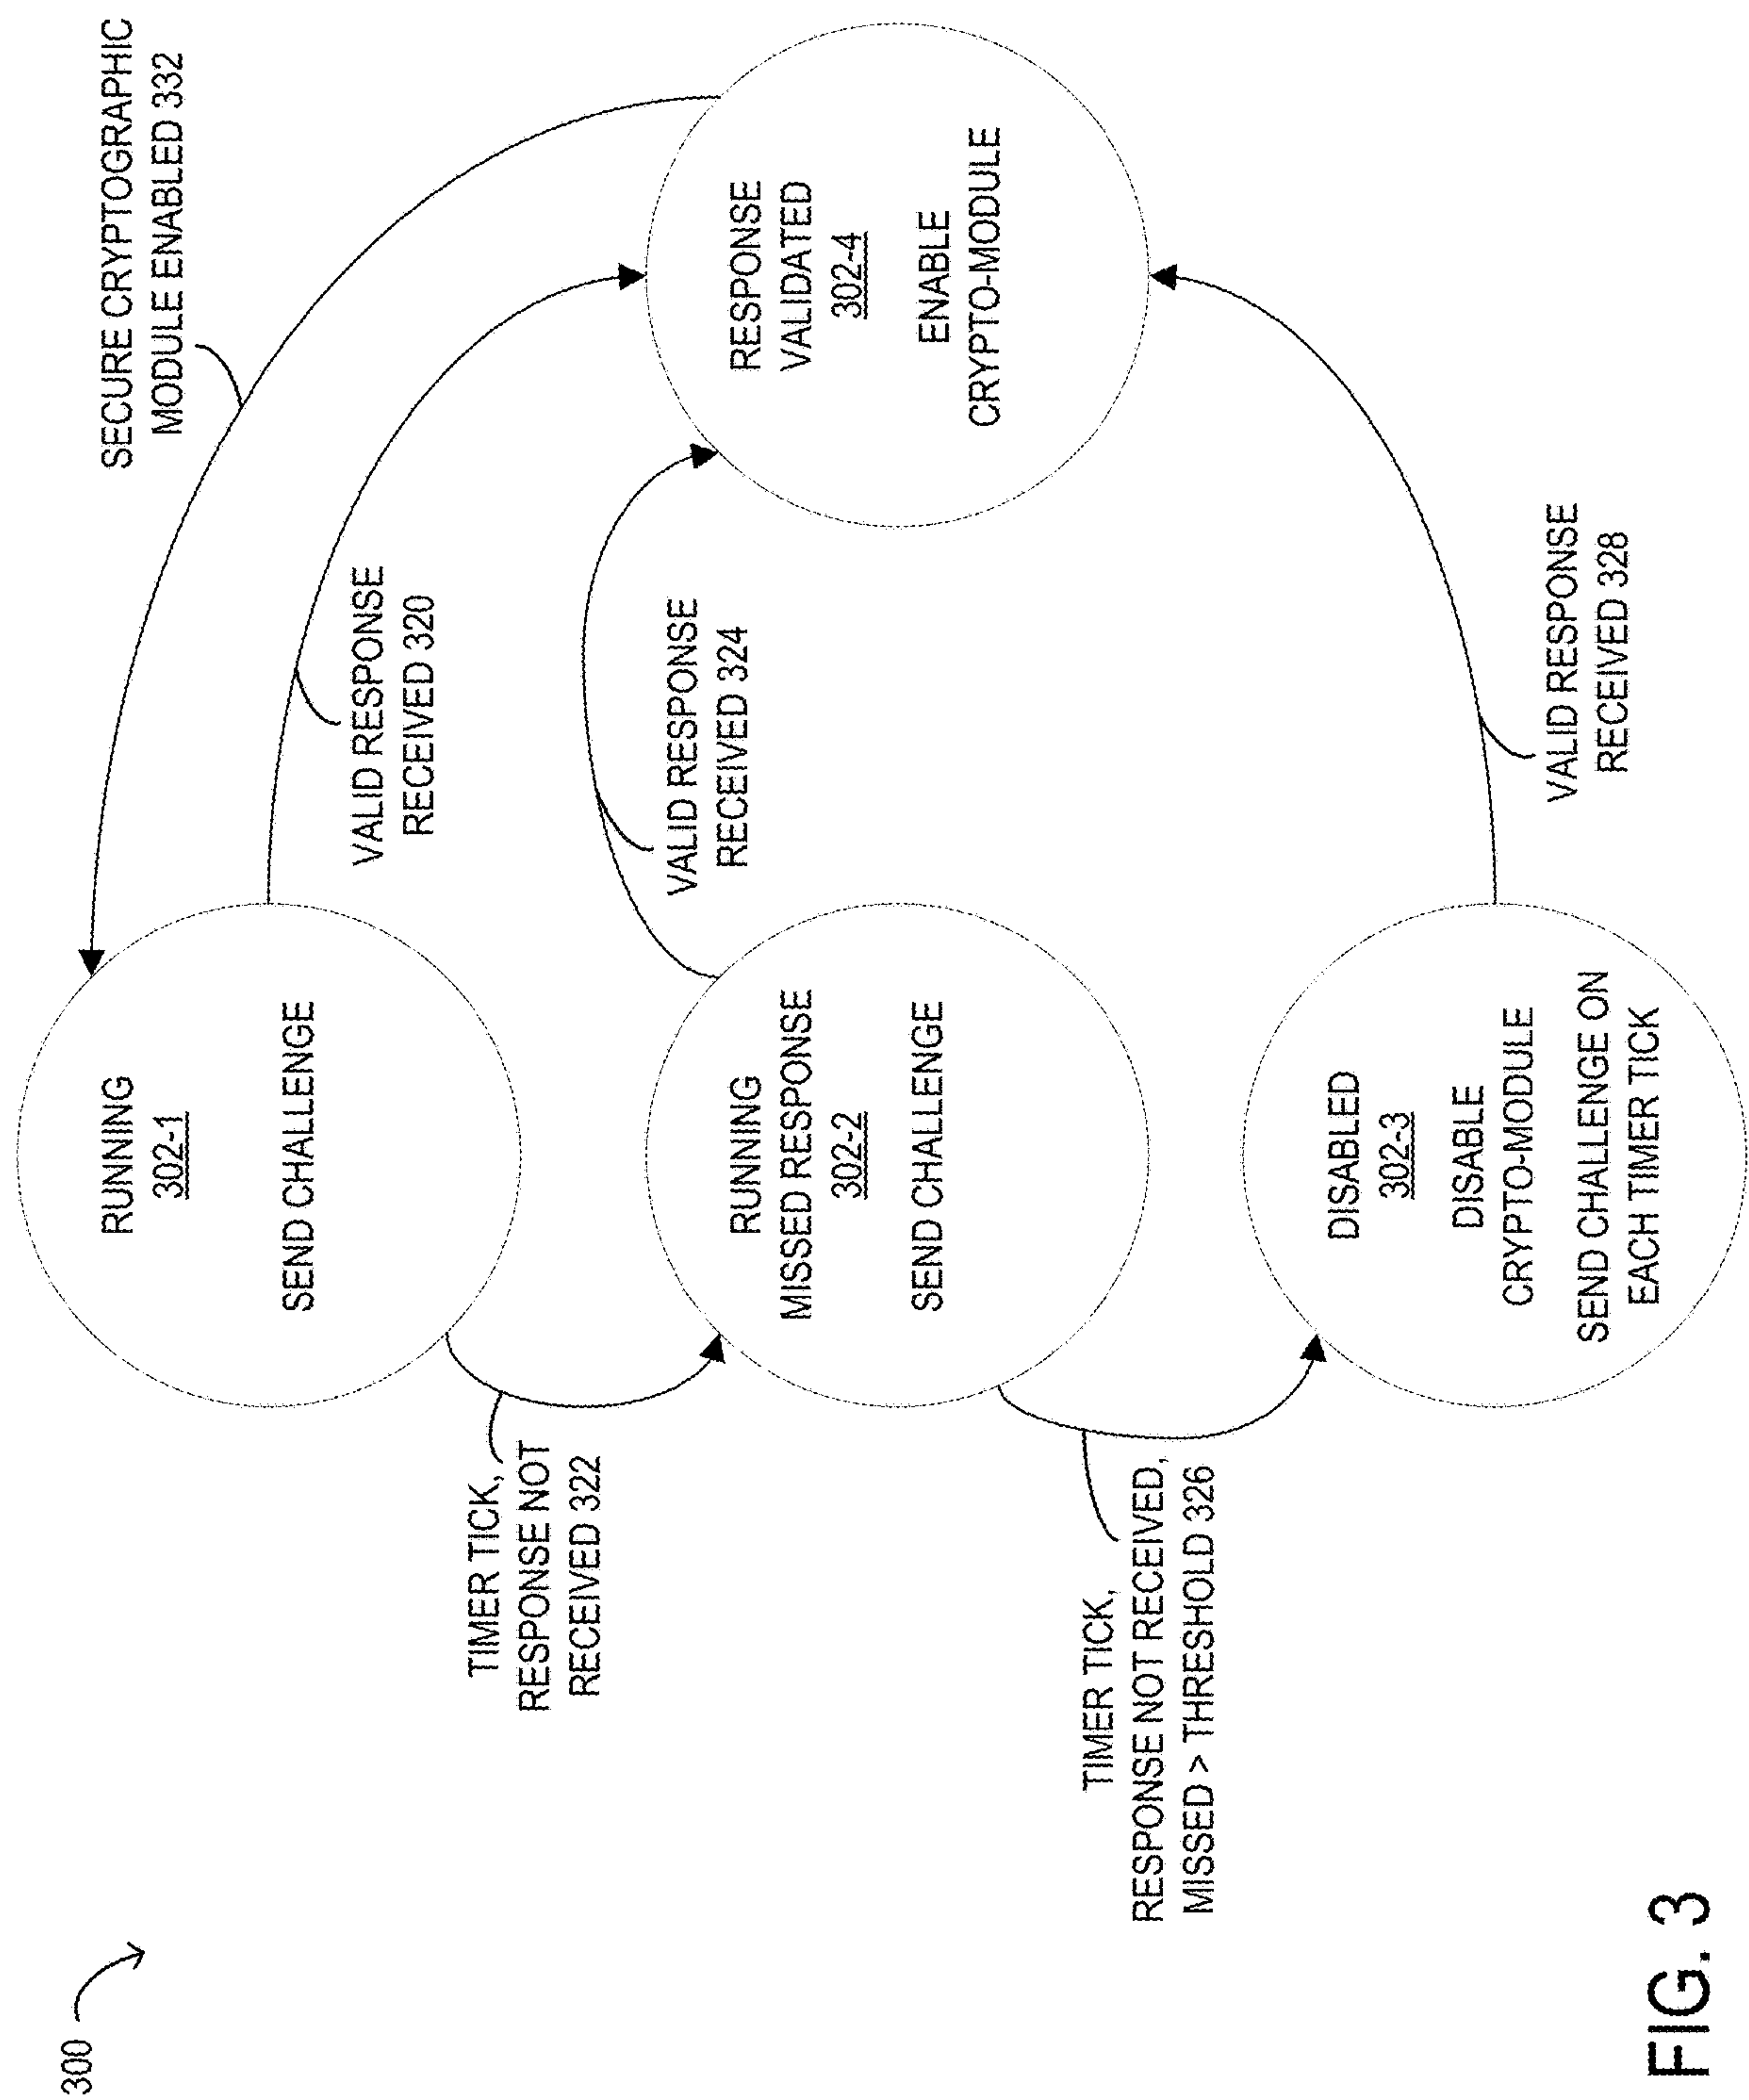 300
TIMER TICK,
RESPONSE NOT
RECEIVED 322
RUNNING
302-1
SEND CHALLENGE
VALID RESPONSE
RECEIVED 320
SECURE CRYPTOGRAPHIC
MODULE ENABLED 332
RUNNING
MISSED RESPONSE
302-2
SEND CHALLENGE
VALID RESPONSE
RECEIVED 324
RESPONSE
VALIDATED
302-4
ENABLE
CRYPTO-MODULE
TIMER TICK,
RESPONSE NOT RECEIVED,
MISSED > THRESHOLD 326
DISABLED
302-3
DISABLE
CRYPTO-MODULE
SEND CHALLENGE ON
EACH TIMER TICK
VALID RESPONSE
RECEIVED 328
FIG. 3